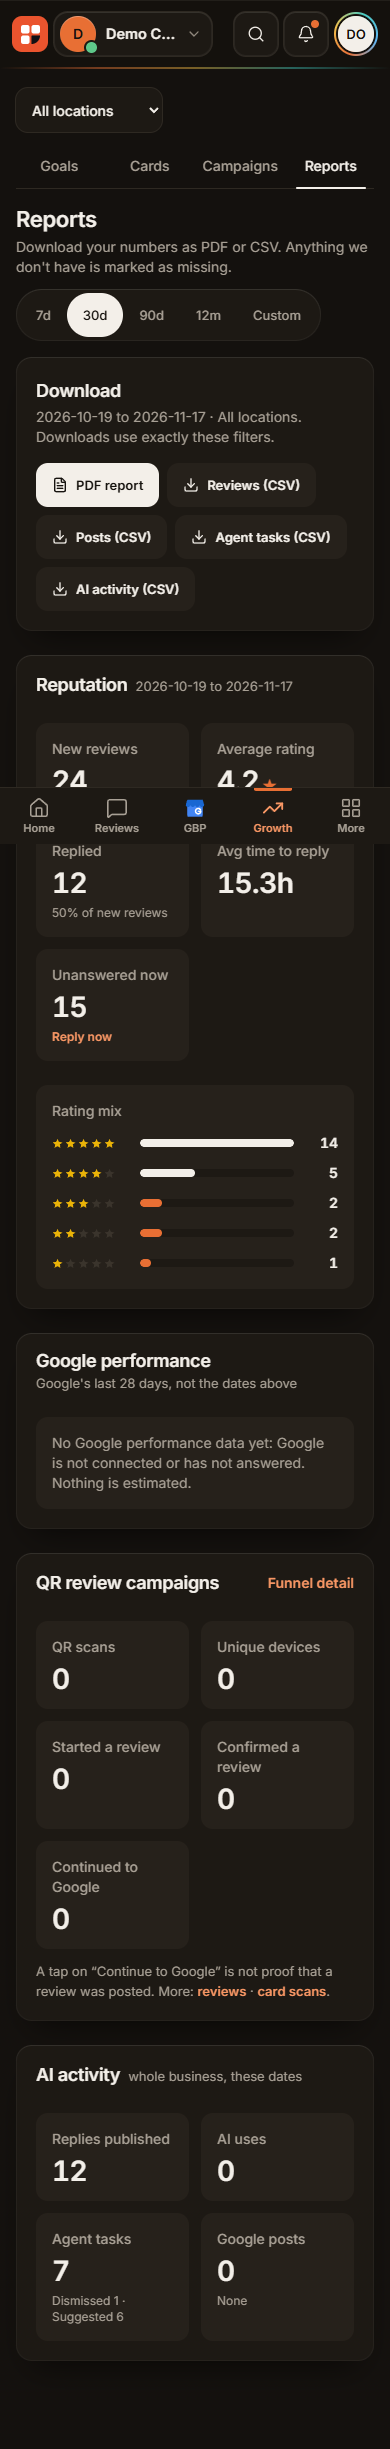 D
Demo C...
DO
All locations
Goals
Cards
Campaigns
Reports
Reports
Download your numbers as PDF or CSV. Anything we
don't have is marked as missing.
7d
30d
90d
12m
Custom
Download
2026-10-19 to 2026-11-17 · All locations.
Downloads use exactly these filters.
PDF report
Reviews (CSV)
Posts (CSV)
Agent tasks (CSV)
AI activity (CSV)
Reputation 2026-10-19 to 2026-11-17
New reviews
24
Average rating
4.2★
Home
Reviews
G
GBP
Growth
More
Replied
12
50% of new reviews
Avg time to reply
15.3h
Unanswered now
15
Reply now
Rating mix
14
5
2
2
1
Google performance
Google's last 28 days, not the dates above
No Google performance data yet: Google
is not connected or has not answered.
Nothing is estimated.
QR review campaigns
Funnel detail
QR scans
0
Unique devices
0
Started a review
0
Confirmed a
review
0
Continued to
Google
0
A tap on “Continue to Google” is not proof that a
review was posted. More: reviews · card scans.
AI activity whole business, these dates
Replies published
12
AI uses
0
Agent tasks
7
Dismissed 1 ·
Suggested 6
Google posts
0
None